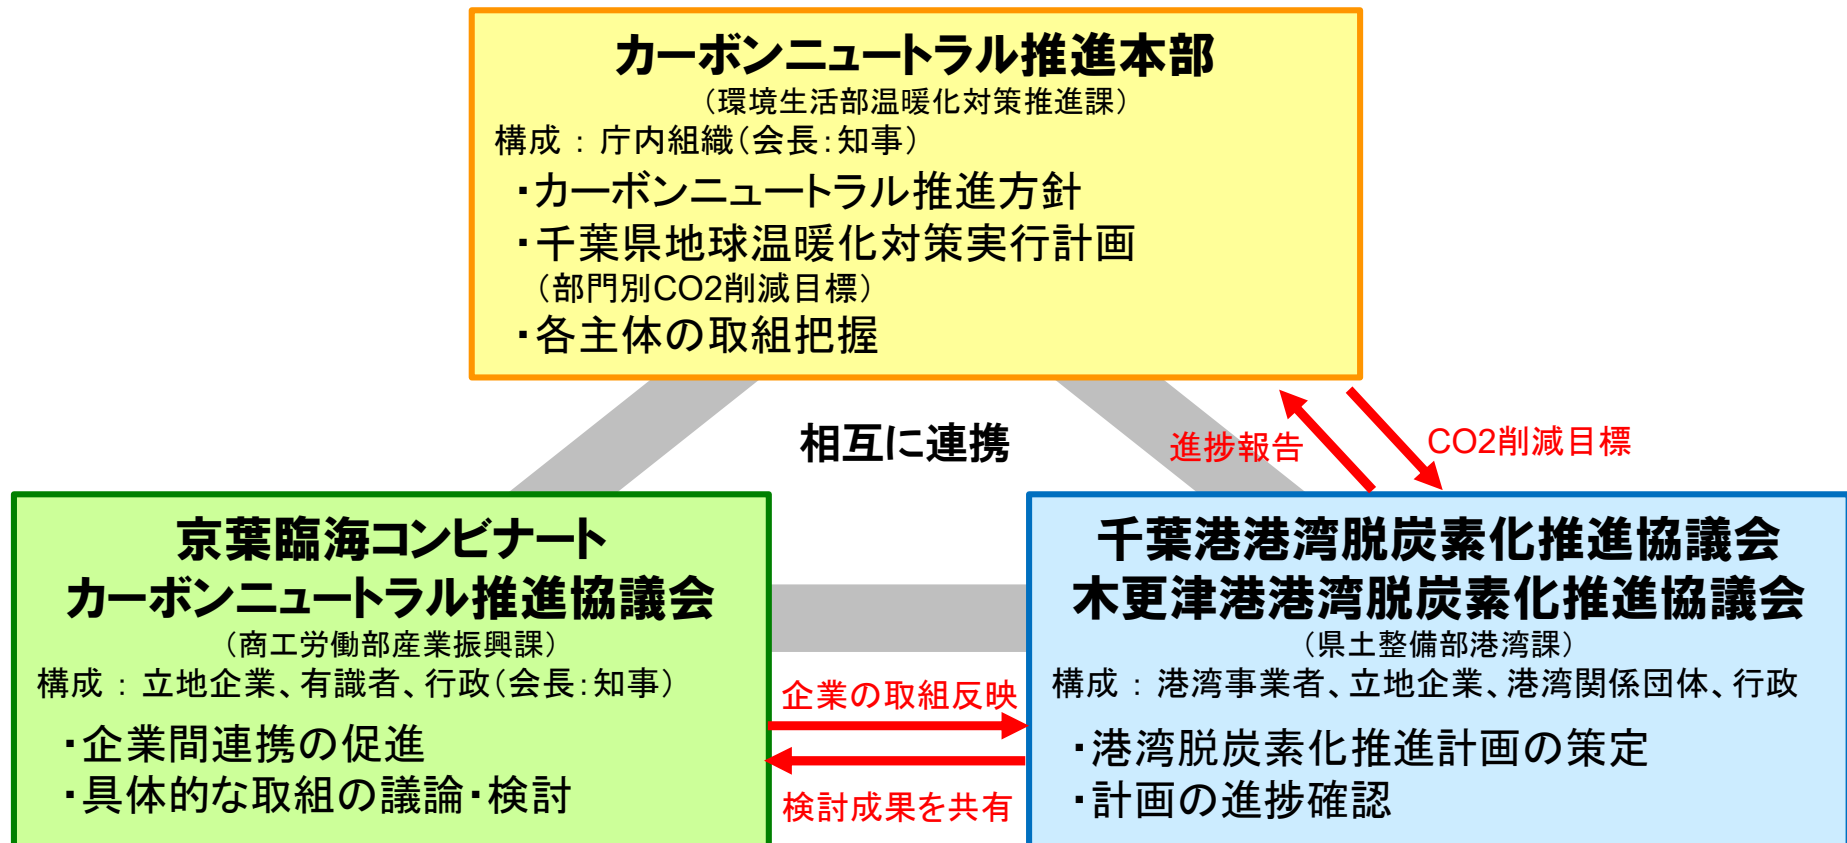 カーボンニュートラル推進本部
（環境生活部温暖化対策推進課）
構成 ： 庁内組織（会長：知事）
・カーボンニュートラル推進方針
・千葉県地球温暖化対策実行計画
（部門別CO2削減目標）
・各主体の取組把握
相互に連携
進捗報告
CO2削減目標
京葉臨海コンビナート
カーボンニュートラル推進協議会
（商工労働部産業振興課）
構成 ： 立地企業、有識者、行政（会長：知事）
・企業間連携の促進
・具体的な取組の議論・検討
企業の取組反映
検討成果を共有
千葉港港湾脱炭素化推進協議会
木更津港港湾脱炭素化推進協議会
（県土整備部港湾課）
構成 ： 港湾事業者、立地企業、港湾関係団体、行政
・港湾脱炭素化推進計画の策定
・計画の進捗確認